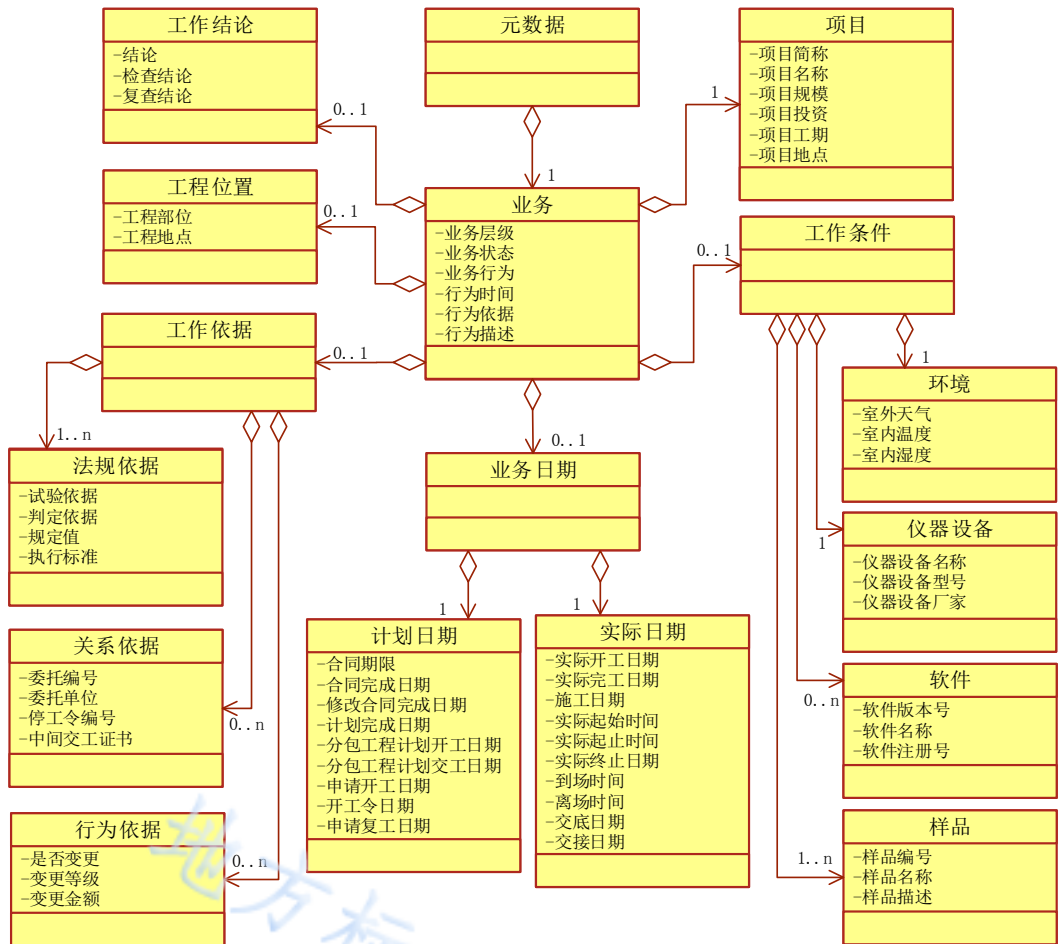 工作结论
-结论
-检查结论
-复查结论
元数据
项目
-项目简称
-项目名称
-项目规模
-项目投资
-项目工期
-项目地点
0..1
1
1
工程位置
-工程部位
-工程地点
0..1
业务
-业务层级
-业务状态
-业务行为
-行为时间
-行为依据
-行为描述
工作条件
0..1
工作依据
0..1
1
环境
-室外天气
-室内温度
-室内湿度
1..n
法规依据
-试验依据
-判定依据
-规定值
-执行标准
0..1
业务日期
仪器设备
-仪器设备名称
-仪器设备型号
-仪器设备厂家
1
关系依据
-委托编号
-委托单位
-停工令编号
-中间交工证书
0..n
1
计划日期
-合同期限
-合同完成日期
-修改合同完成日期
-计划完成日期
-分包工程计划开工日期
-分包工程计划交工日期
-申请开工日期
-开工令日期
-申请复工日期
1
实际日期
-实际开工日期
-实际完工日期
-施工日期
-实际起始时间
-实际起止时间
-实际终止日期
-到场时间
-离场时间
-交底日期
-交接日期
软件
-软件版本号
-软件名称
-软件注册号
0..n
行为依据
-是否变更
-变更等级
-变更金额
0..n
样品
-样品编号
-样品名称
-样品描述
1..n
地方标